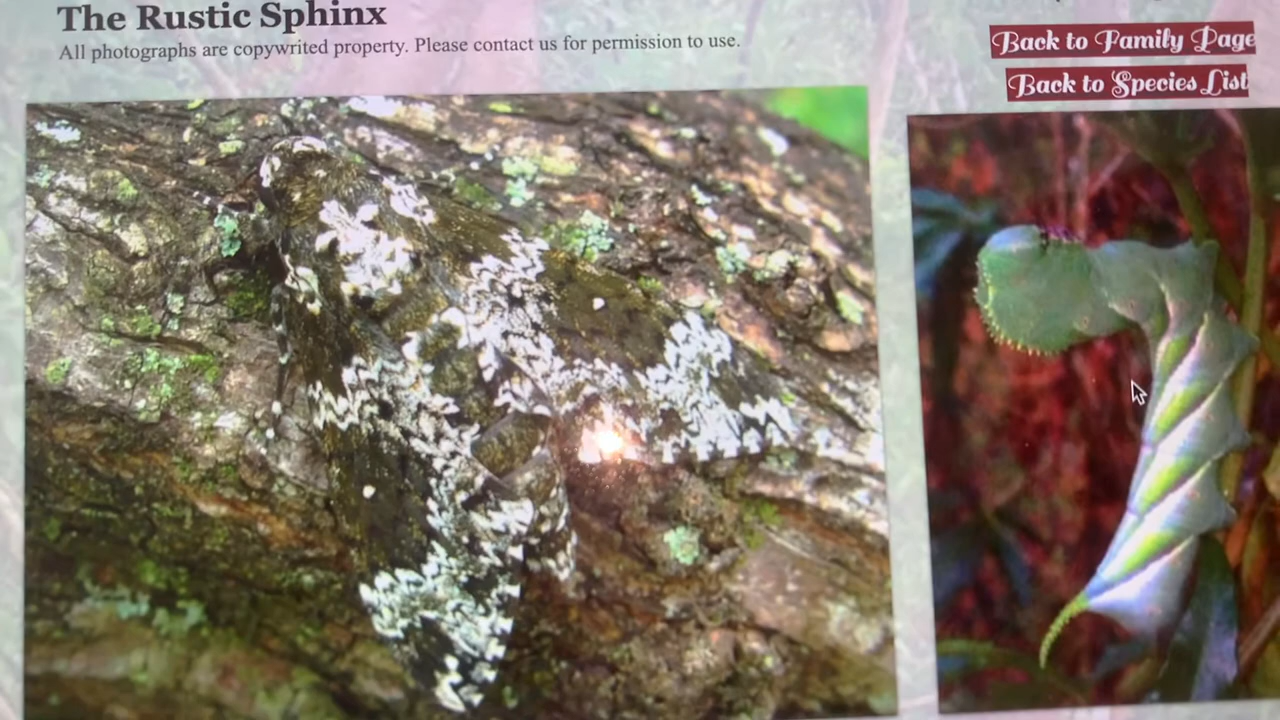 The Rustic Sphinx
All photographs are copywrited property. Please contact us for permission to use.
Back to Family Page
Back to Species List